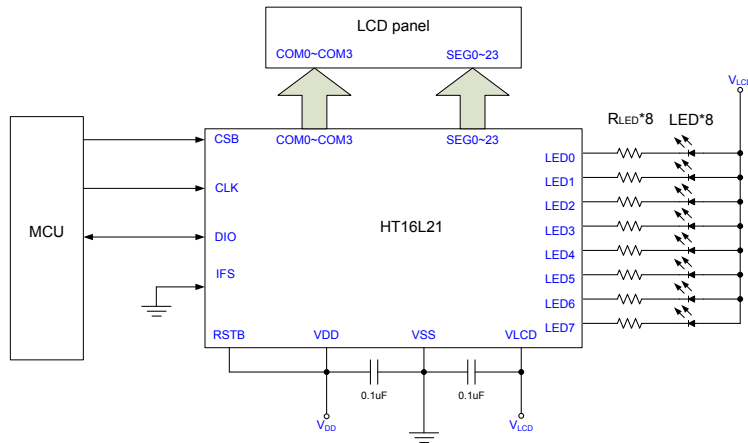 LCD panel
COM0~COM3 SEG0~23
VLCD
RLED*8 LED*8
CSB COM0~COM3 SEG0~23
LED0
CLK LED1
LED2
MCU DIO HT16L21 LED3
LED4
IFS LED5
LED6
RSTB VDD VSS VLCD LED7
0.1uF 0.1uF
VDD VLCD